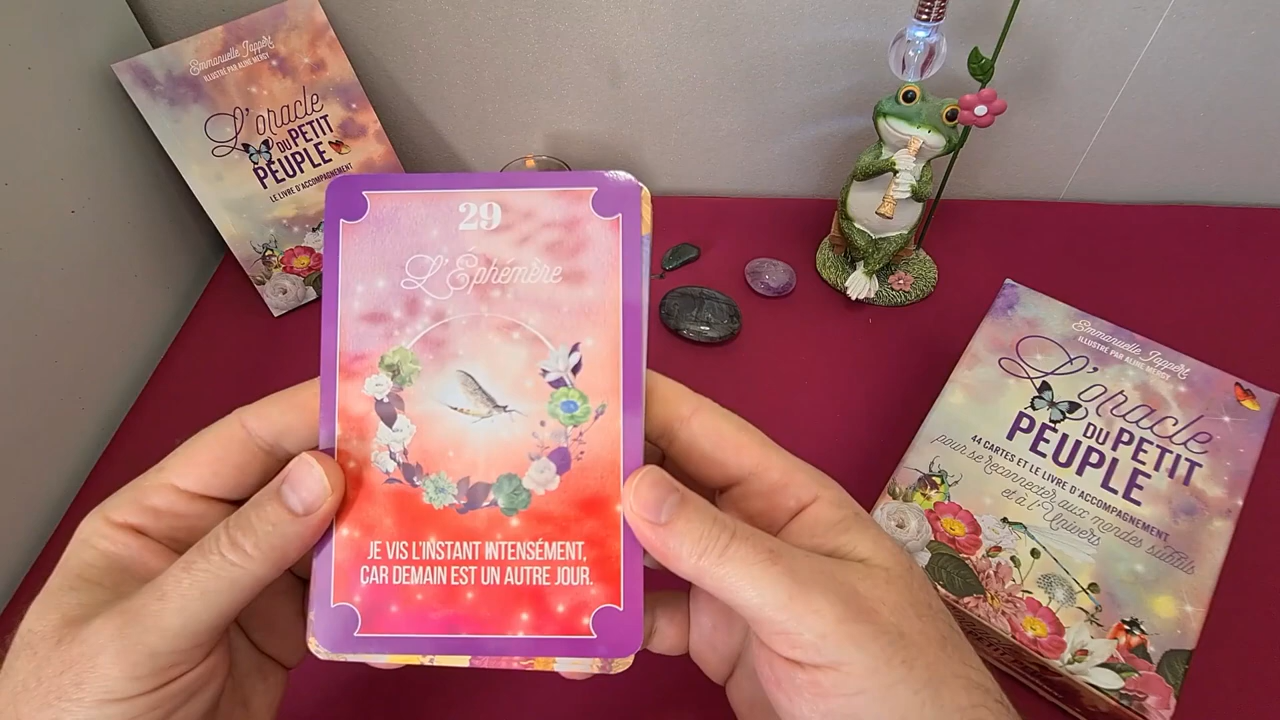 Emmanuelle Iappert
ILLUSTRÉ PAR ALINE MERCY
L'oracle
DU PETIT
PEUPLE
LE LIVRE D'ACCOMPAGNEMENT
29
L'Éphémère
JE VIS L'INSTANT INTENSÉMENT,
CAR DEMAIN EST UN AUTRE JOUR.
Emmanuelle Iappert
ILLUSTRÉ PAR ALINE MERCY
L'oracle
DU PETIT
PEUPLE
44 CARTES ET LE LIVRE D'ACCOMPAGNEMENT
pour se reconnecter aux mondes subtils
et à l'Univers